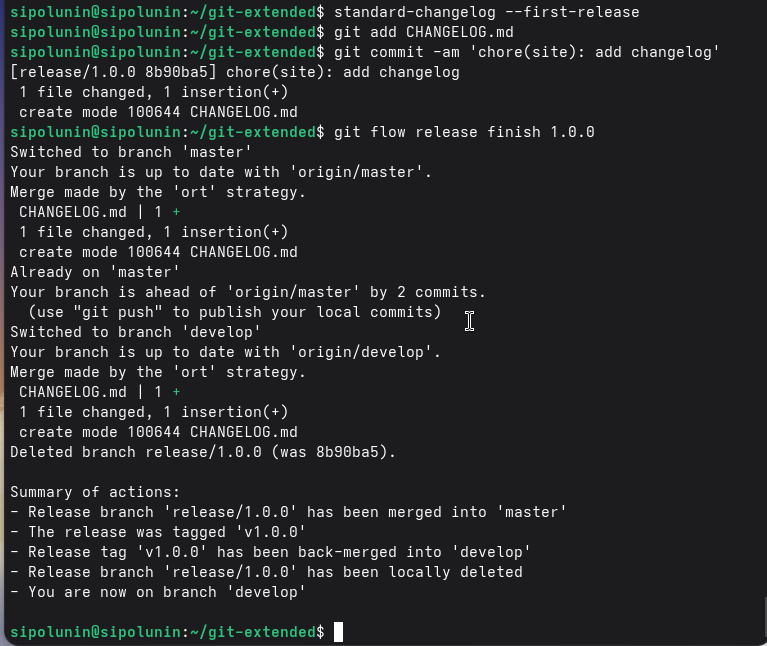 sipolunin@sipolunin:~/git-extended$ standard-changelog --first-release
sipolunin@sipolunin:~/git-extended$ git add CHANGELOG.md
sipolunin@sipolunin:~/git-extended$ git commit -am 'chore(site): add changelog'
[release/1.0.0 8b90ba5] chore(site): add changelog
 1 file changed, 1 insertion(+)
 create mode 100644 CHANGELOG.md
sipolunin@sipolunin:~/git-extended$ git flow release finish 1.0.0
Switched to branch 'master'
Your branch is up to date with 'origin/master'.
Merge made by the 'ort' strategy.
 CHANGELOG.md | 1 +
 1 file changed, 1 insertion(+)
 create mode 100644 CHANGELOG.md
Already on 'master'
Your branch is ahead of 'origin/master' by 2 commits.
  (use "git push" to publish your local commits)
Switched to branch 'develop'
Your branch is up to date with 'origin/develop'.
Merge made by the 'ort' strategy.
 CHANGELOG.md | 1 +
 1 file changed, 1 insertion(+)
 create mode 100644 CHANGELOG.md
Deleted branch release/1.0.0 (was 8b90ba5).

Summary of actions:
- Release branch 'release/1.0.0' has been merged into 'master'
- The release was tagged 'v1.0.0'
- Release tag 'v1.0.0' has been back-merged into 'develop'
- Release branch 'release/1.0.0' has been locally deleted
- You are now on branch 'develop'

sipolunin@sipolunin:~/git-extended$